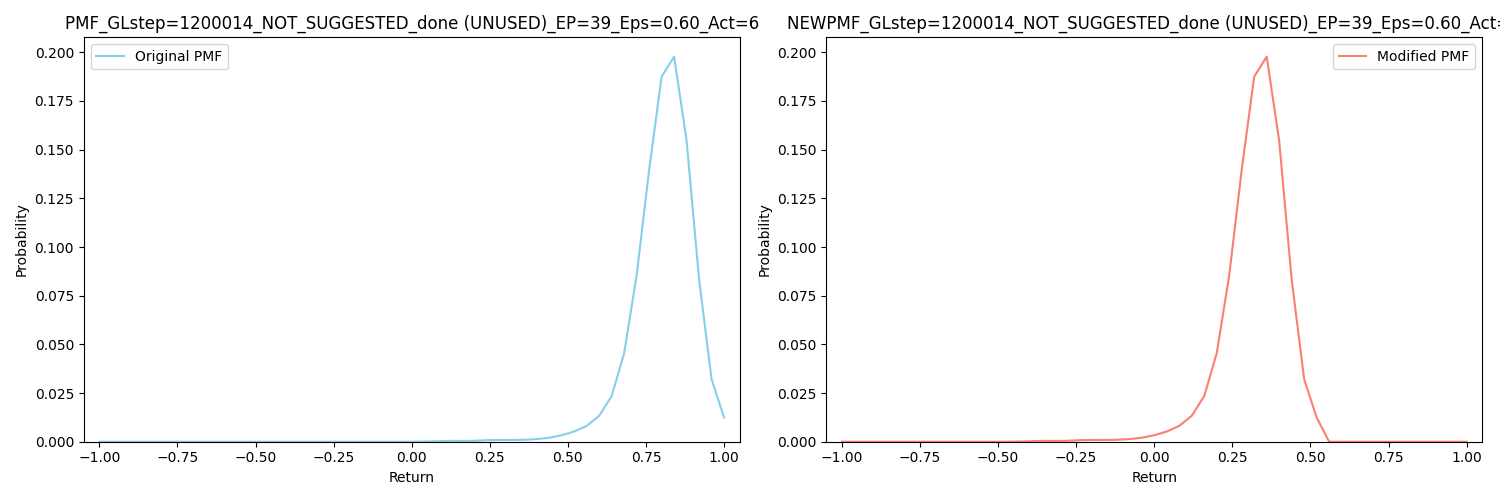 PMF_GLstep=1200014_NOT_SUGGESTED_done (UNUSED)_EP=39_Eps=0.60_Act=6
Original PMF
Probability
0.200
0.175
0.150
0.125
0.100
0.075
0.050
0.025
0.000
−1.00 −0.75 −0.50 −0.25 0.00 0.25 0.50 0.75 1.00
Return
NEWPMF_GLstep=1200014_NOT_SUGGESTED_done (UNUSED)_EP=39_Eps=0.60_Act=
Modified PMF
Probability
0.200
0.175
0.150
0.125
0.100
0.075
0.050
0.025
0.000
−1.00 −0.75 −0.50 −0.25 0.00 0.25 0.50 0.75 1.00
Return